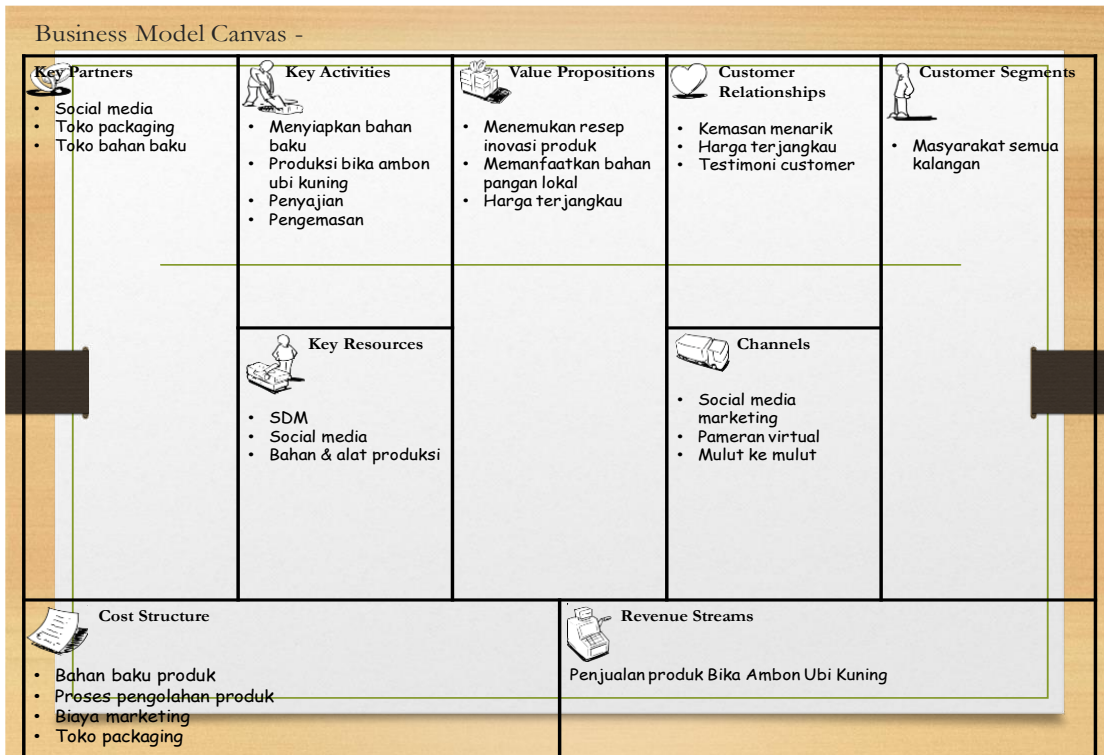 Business Model Canvas -
Key Partners
• Social media
• Toko packaging
• Toko bahan baku
Key Activities
• Menyiapkan bahan
baku
• Produksi bika ambon
ubi kuning
• Penyajian
• Pengemasan
Key Resources
• SDM
• Social media
• Bahan & alat produksi
Value Propositions
• Menemukan resep
inovasi produk
• Memanfaatkan bahan
pangan lokal
• Harga terjangkau
Customer
Relationships
• Kemasan menarik
• Harga terjangkau
• Testimoni customer
Channels
• Social media
marketing
• Pameran virtual
• Mulut ke mulut
Customer Segments
• Masyarakat semua
kalangan
Cost Structure
• Bahan baku produk
• Proses pengolahan produk
• Biaya marketing
• Toko packaging
Revenue Streams
Penjualan produk Bika Ambon Ubi Kuning